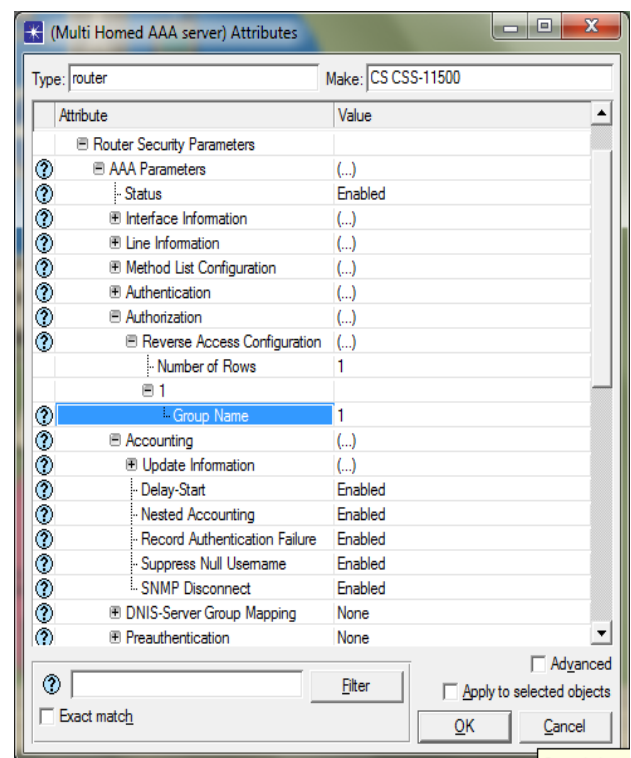 (Multi Homed AAA server) Attributes
Type: router Make: CS CSS-11500
Attribute Value
Router Security Parameters
AAA Parameters (...)
Status Enabled
Interface Information (...)
Line Information (...)
Method List Configuration (...)
Authentication (...)
Authorization (...)
Reverse Access Configuration (...)
Number of Rows 1
1
Group Name 1
Accounting (...)
Update Information (...)
Delay-Start Enabled
Nested Accounting Enabled
Record Authentication Failure Enabled
Suppress Null Username Enabled
SNMP Disconnect Enabled
DNIS-Server Group Mapping None
Preauthentication None
Advanced
Filter Apply to selected objects
Exact match
OK Cancel